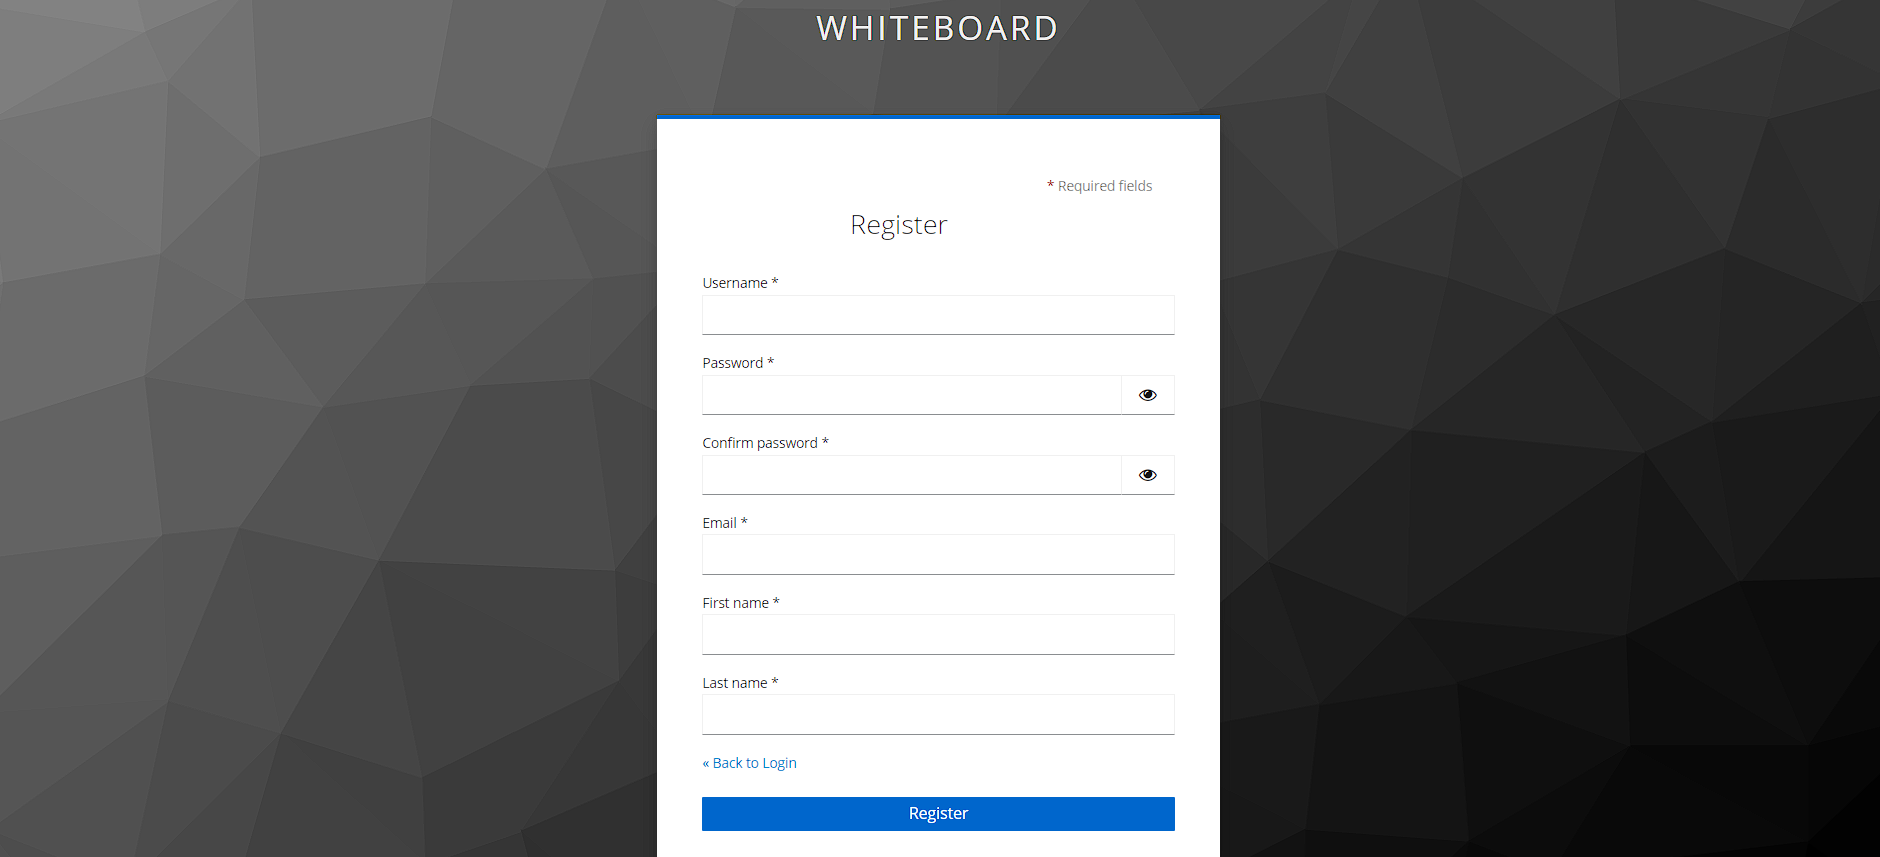 WHITEBOARD
* Required fields
Register
Username *
Password *
Confirm password *
Email *
First name *
Last name *
« Back to Login
Register